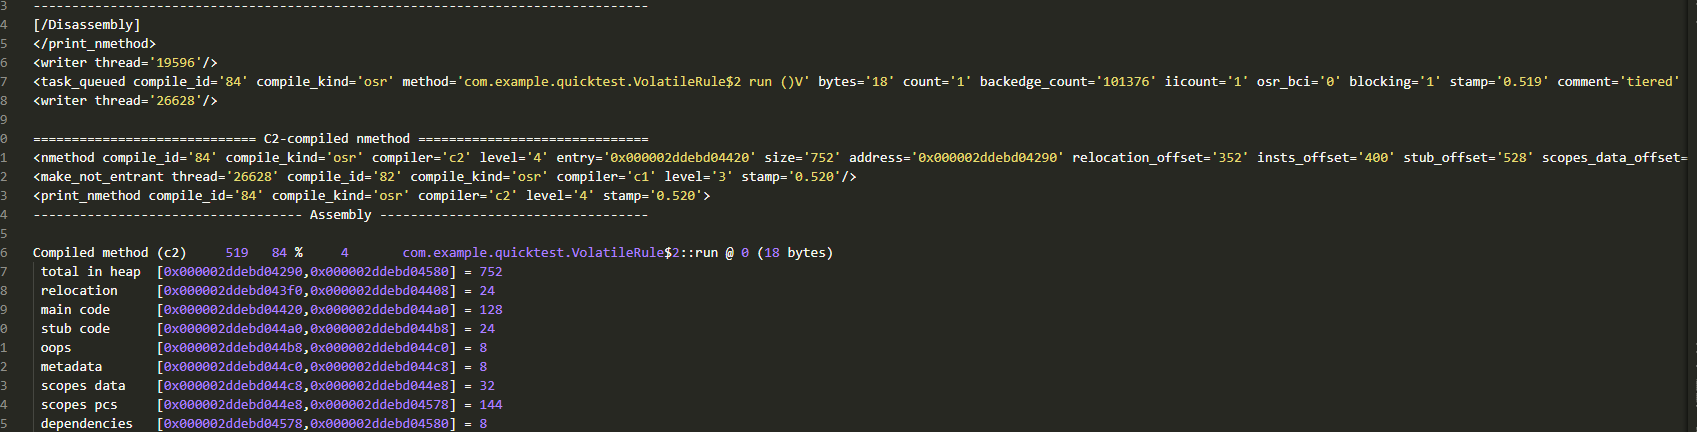 3 --------------------------------------------------------------------------------
4 [/Disassembly]
5 </print_nmethod>
6 <writer thread='19596'/>
7 <task_queued compile_id='84' compile_kind='osr' method='com.example.quicktest.VolatileRule$2 run ()V' bytes='18' count='1' backedge_count='101376' iicount='1' osr_bci='0' blocking='1' stamp='0.519' comment='tiered'
8 <writer thread='26628'/>
9
0 ============================= C2-compiled nmethod ==============================
1 <nmethod compile_id='84' compile_kind='osr' compiler='c2' level='4' entry='0x000002ddebd04420' size='752' address='0x000002ddebd04290' relocation_offset='352' insts_offset='400' stub_offset='528' scopes_data_offset=
2 <make_not_entrant thread='26628' compile_id='82' compile_kind='osr' compiler='c1' level='3' stamp='0.520'/>
3 <print_nmethod compile_id='84' compile_kind='osr' compiler='c2' level='4' stamp='0.520'>
4 ----------------------------------- Assembly -----------------------------------
5
6 Compiled method (c2)     519   84 %     4       com.example.quicktest.VolatileRule$2::run @ 0 (18 bytes)
7  total in heap  [0x000002ddebd04290,0x000002ddebd04580] = 752
8  relocation     [0x000002ddebd043f0,0x000002ddebd04408] = 24
9  main code      [0x000002ddebd04420,0x000002ddebd044a0] = 128
0  stub code      [0x000002ddebd044a0,0x000002ddebd044b8] = 24
1  oops           [0x000002ddebd044b8,0x000002ddebd044c0] = 8
2  metadata       [0x000002ddebd044c0,0x000002ddebd044c8] = 8
3  scopes data    [0x000002ddebd044c8,0x000002ddebd044e8] = 32
4  scopes pcs     [0x000002ddebd044e8,0x000002ddebd04578] = 144
5  dependencies   [0x000002ddebd04578,0x000002ddebd04580] = 8